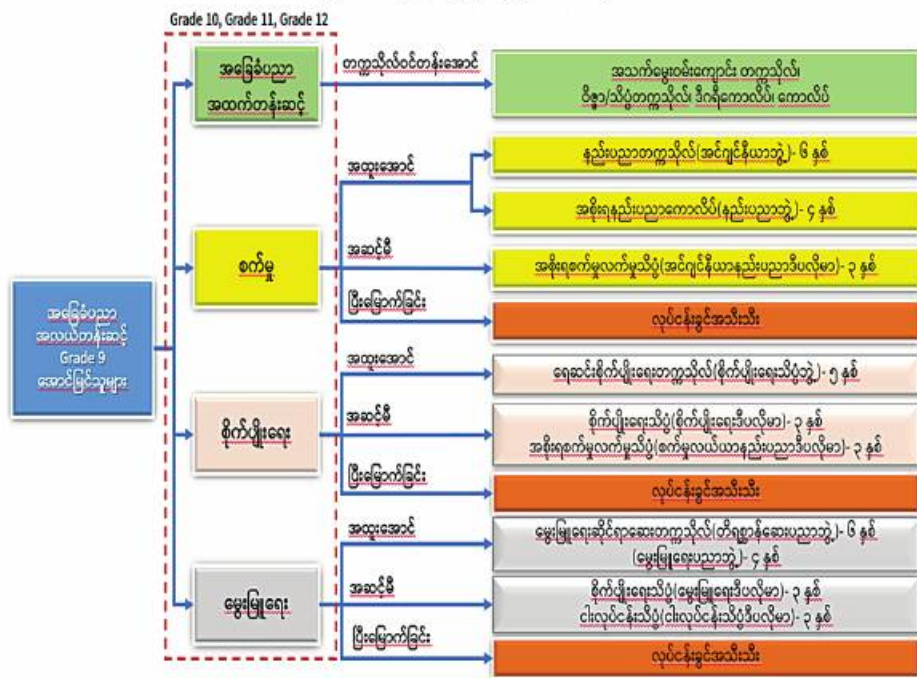 Grade 10, Grade 11, Grade 12
အခြေခံပညာ
အထက်တန်းဆင့်
တက္ကသိုလ်ဝင်တန်းအောင်
အသက်မွေးဝမ်းကျောင်း တက္ကသိုလ်၊
ဝိဇ္ဇာ/သိပ္ပံတက္ကသိုလ်၊ ဒီဂရီကောလိပ်၊ ကောလိပ်
အထူးအောင်
နည်းပညာတက္ကသိုလ်(အင်ဂျင်နီယာဘွဲ့)- ၆ နှစ်
အစိုးရနည်းပညာကောလိပ်(နည်းပညာဘွဲ့)- ၄ နှစ်
စက်မှု
အဆင့်မီ
အစိုးရစက်မှုလက်မှုသိပ္ပံ(အင်ဂျင်နီယာနည်းပညာဒီပလိုမာ)- ၃ နှစ်
ပြီးမြောက်ခြင်း
လုပ်ငန်းခွင်အသီးသီး
အခြေခံပညာ
အလယ်တန်းဆင့်
Grade 9
အောင်မြင်သူများ
အထူးအောင်
ရေဆင်းစိုက်ပျိုးရေးတက္ကသိုလ်(စိုက်ပျိုးရေးသိပ္ပံဘွဲ့)- ၅ နှစ်
စိုက်ပျိုးရေး
အဆင့်မီ
စိုက်ပျိုးရေးသိပ္ပံ(စိုက်ပျိုးရေးဒီပလိုမာ)- ၃ နှစ်
အစိုးရစက်မှုလက်မှုသိပ္ပံ(စက်မှုလယ်ယာနည်းပညာဒီပလိုမာ)- ၃ နှစ်
ပြီးမြောက်ခြင်း
လုပ်ငန်းခွင်အသီးသီး
အထူးအောင်
မွေးမြူရေးဆိုင်ရာဆေးတက္ကသိုလ်(တိရစ္ဆာန်ဆေးပညာဘွဲ့)- ၆ နှစ်
(မွေးမြူရေးပညာဘွဲ့)- ၄ နှစ်
မွေးမြူရေး
အဆင့်မီ
စိုက်ပျိုးရေးသိပ္ပံ(မွေးမြူရေးဒီပလိုမာ)- ၃ နှစ်
ငါးလုပ်ငန်းသိပ္ပံ(ငါးလုပ်ငန်းသိပ္ပံဒီပလိုမာ)- ၃ နှစ်
ပြီးမြောက်ခြင်း
လုပ်ငန်းခွင်အသီးသီး